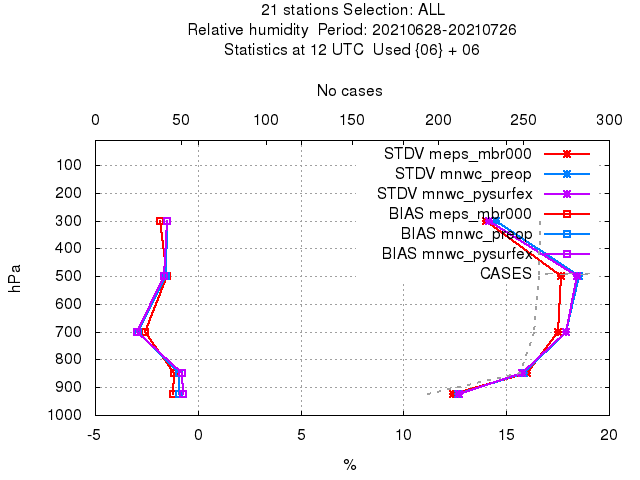 21 stations Selection: ALL
Relative humidity  Period: 20210628-20210726
Statistics at 12 UTC  Used {06} + 06
No cases
0 50 100 150 200 250 300
STDV meps_mbr000
STDV mnwc_preop
STDV mnwc_pysurfex
BIAS meps_mbr000
BIAS mnwc_preop
BIAS mnwc_pysurfex
CASES
hPa
100
200
300
400
500
600
700
800
900
1000
-5 0 5 10 15 20
%